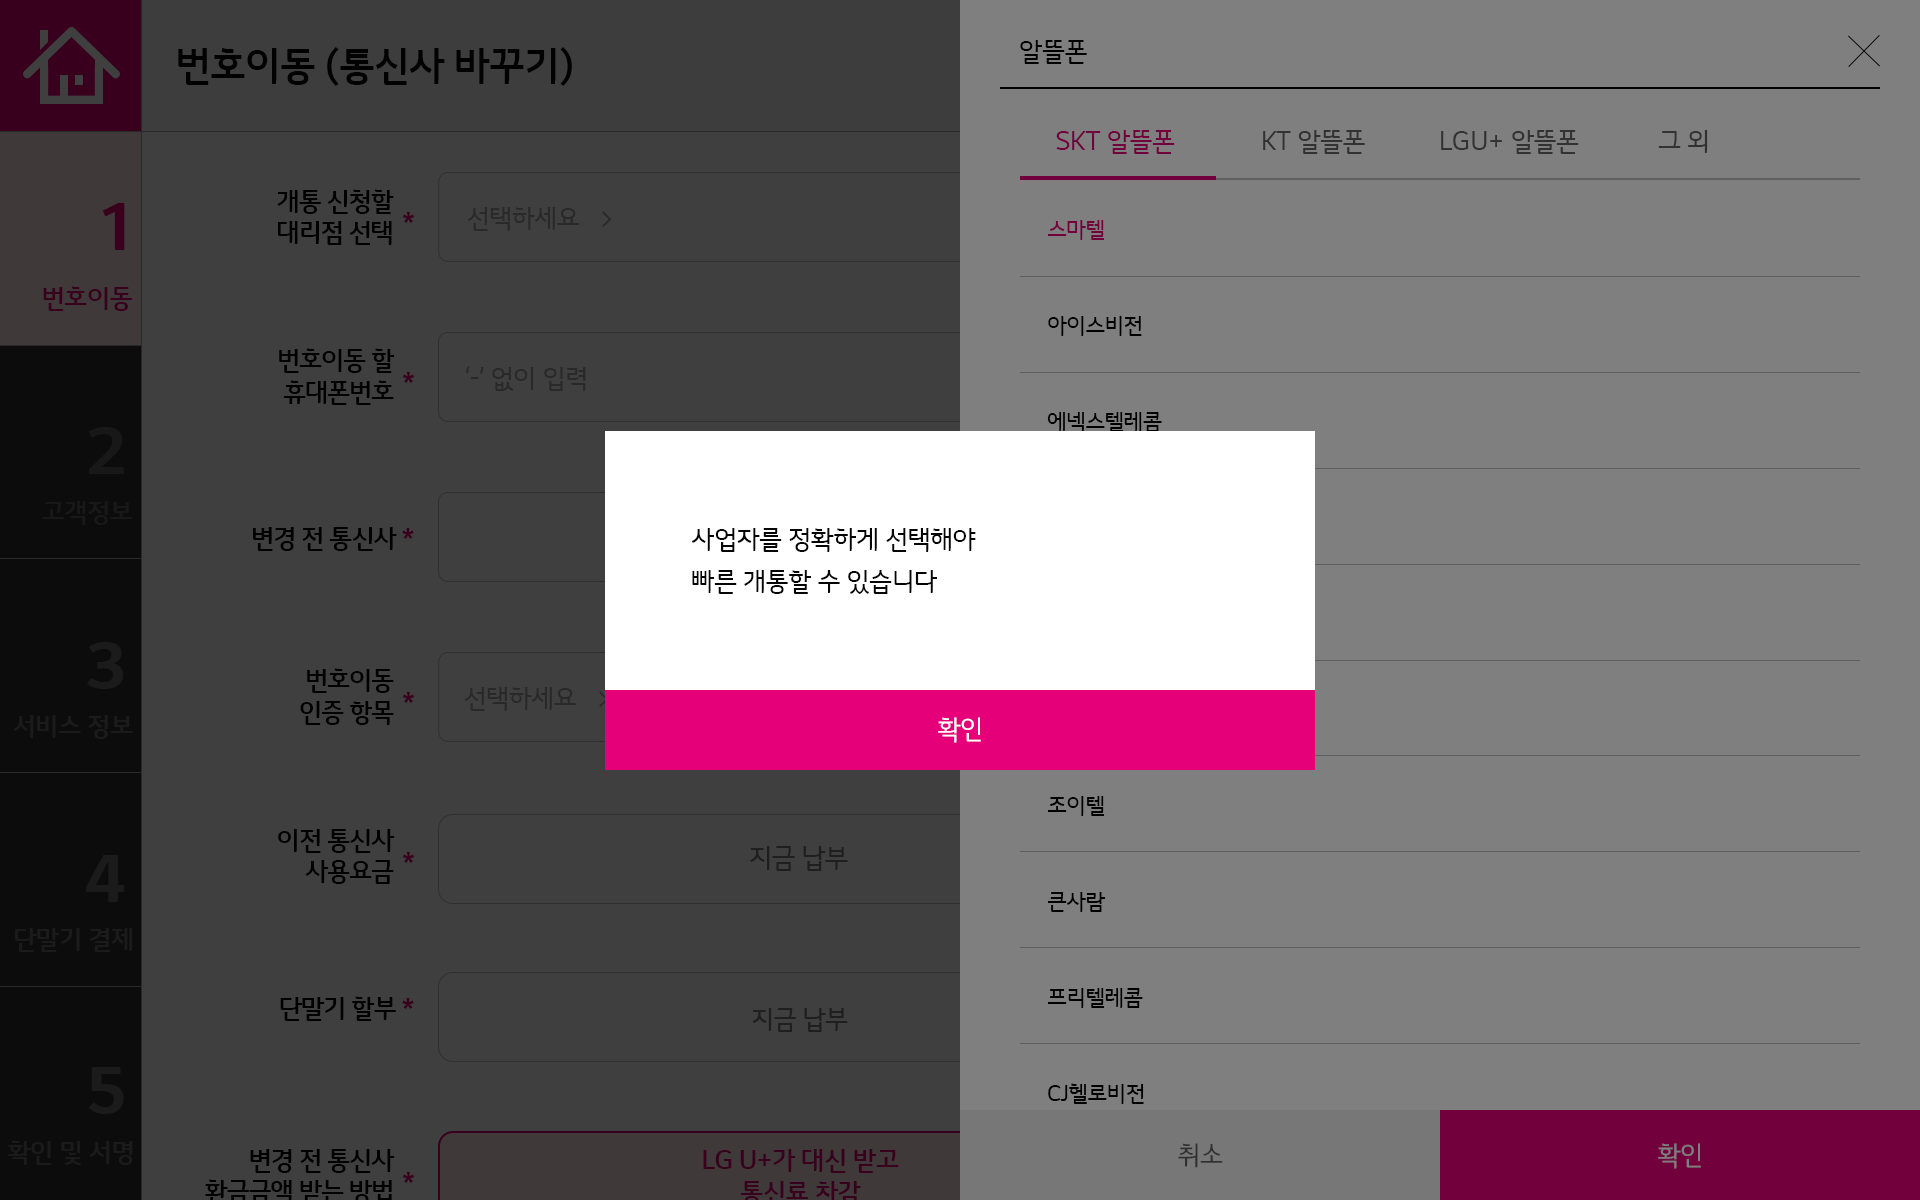 번호이동 (통신사 바꾸기)
1
번호이동
2
고객정보
3
서비스 정보
4
단말기 결제
5
확인 및 서명
개통 신청할
대리점 선택 *
선택하세요 >
번호이동 할
휴대폰번호 *
'-' 없이 입력
변경 전 통신사 *
번호이동
인증 항목 *
선택하세요 >
이전 통신사
사용요금 *
지금 납부
단말기 할부 *
지금 납부
변경 전 통신사
환급금액 받는 방법 *
LG U+가 대신 받고
통신료 차감
알뜰폰
SKT 알뜰폰
KT 알뜰폰
LGU+ 알뜰폰
그 외
스마텔
아이스비전
에넥스텔레콤
조이텔
큰사람
프리텔레콤
CJ헬로비전
취소
확인
사업자를 정확하게 선택해야
빠른 개통할 수 있습니다
확인